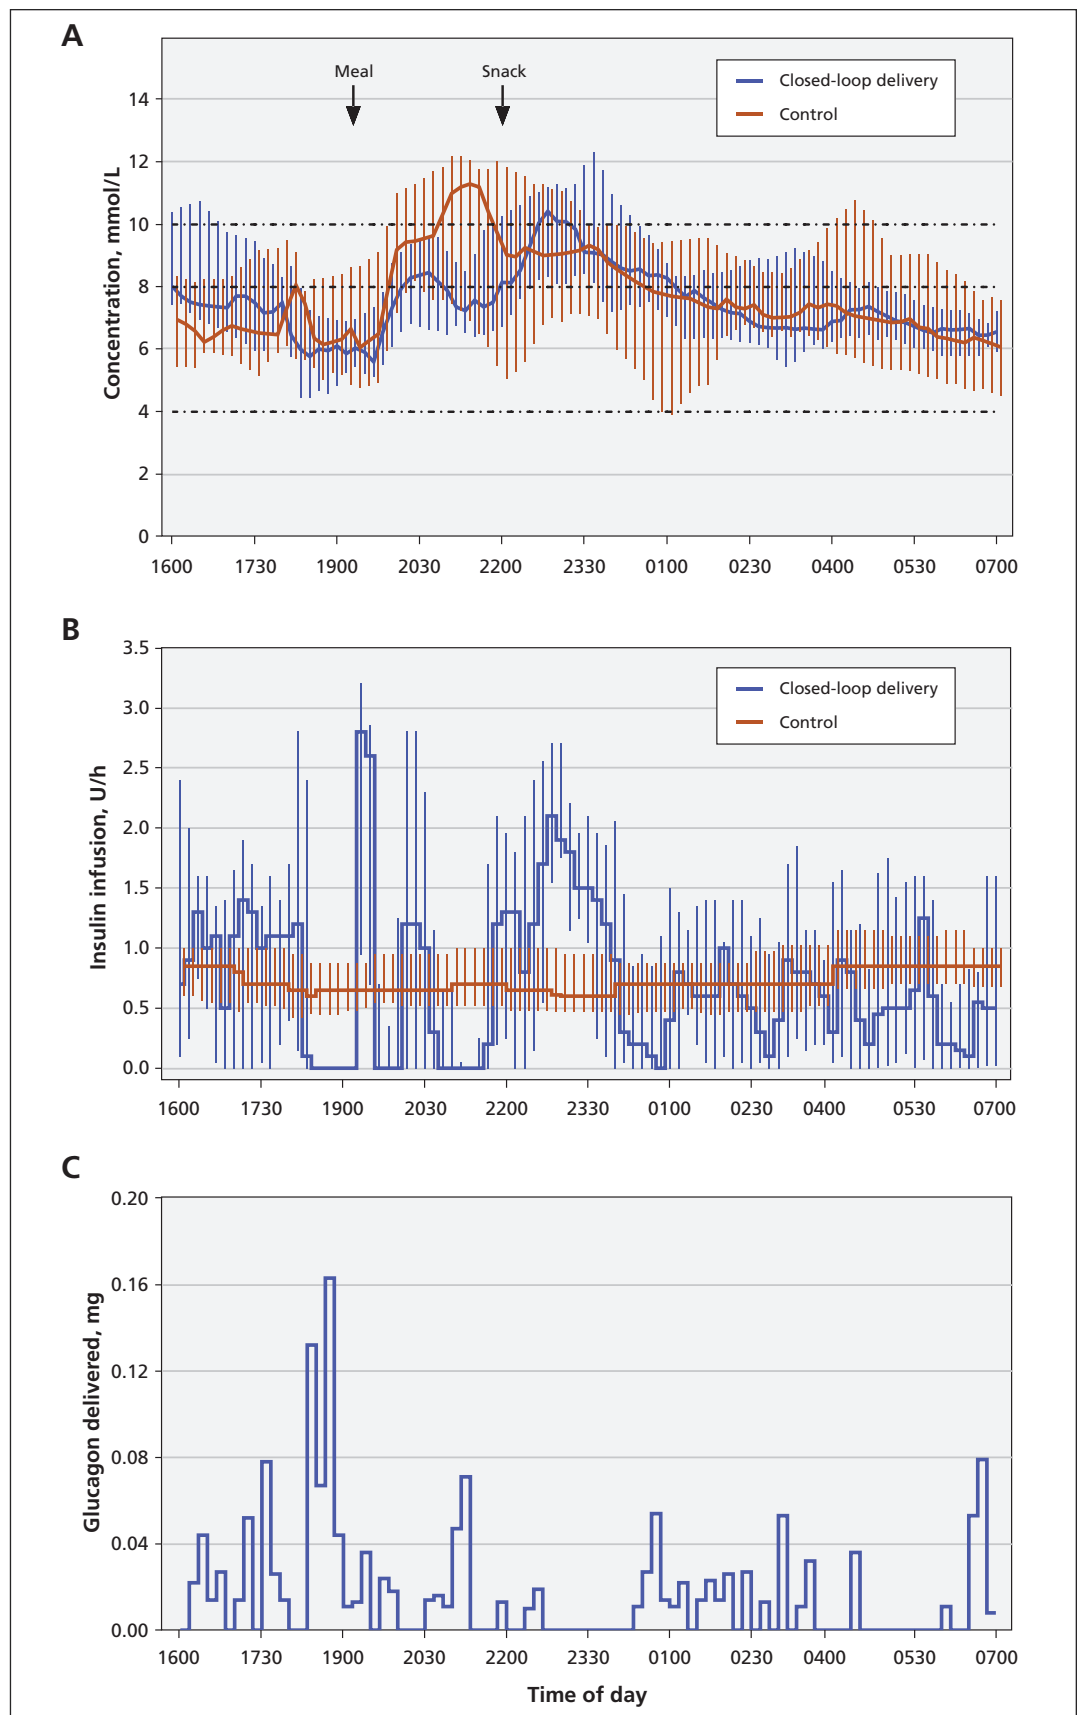 A
Meal
Snack
Closed-loop delivery
Control
Concentration, mmol/L
14
12
10
8
6
4
2
0
1600 1730 1900 2030 2200 2330 0100 0230 0400 0530 0700
B
Closed-loop delivery
Control
Insulin infusion, U/h
3.5
3.0
2.5
2.0
1.5
1.0
0.5
0.0
1600 1730 1900 2030 2200 2330 0100 0230 0400 0530 0700
C
Glucagon delivered, mg
0.20
0.16
0.12
0.08
0.04
0.00
1600 1730 1900 2030 2200 2330 0100 0230 0400 0530 0700
Time of day